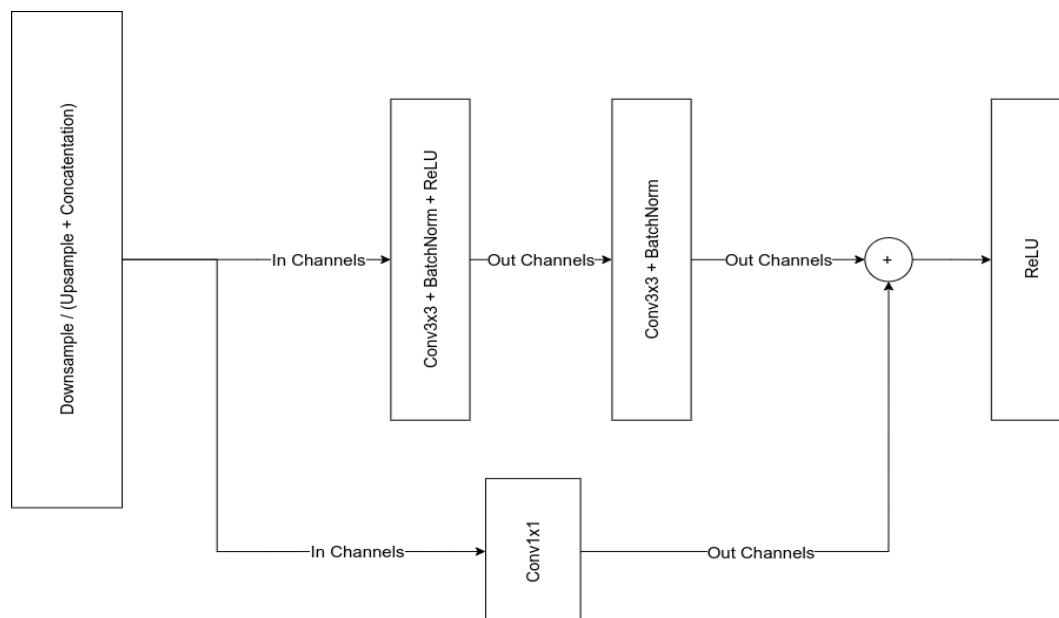 Downsample / (Upsample + Concatentation)
In Channels
Conv3x3 + BatchNorm + ReLU
Out Channels
Conv3x3 + BatchNorm
Out Channels
+
ReLU
In Channels
Conv1x1
Out Channels